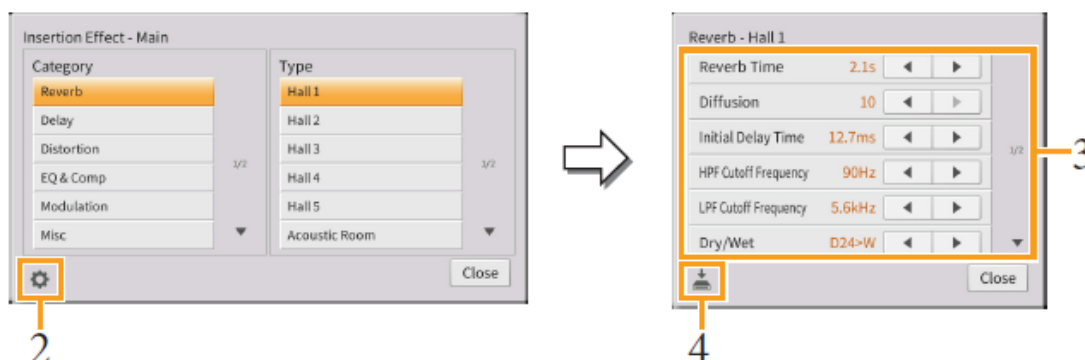 Insertion Effect - Main
Category
Reverb
Delay
Distortion
EQ & Comp
Modulation
Misc
1/2
Type
Hall 1
Hall 2
Hall 3
Hall 4
Hall 5
Acoustic Room
1/2
Close
2
Reverb - Hall 1
Reverb Time 2.1s
Diffusion 10
Initial Delay Time 12.7ms
HPF Cutoff Frequency 90Hz
LPF Cutoff Frequency 5.6kHz
Dry/Wet D24>W
1/2
3
Close
4